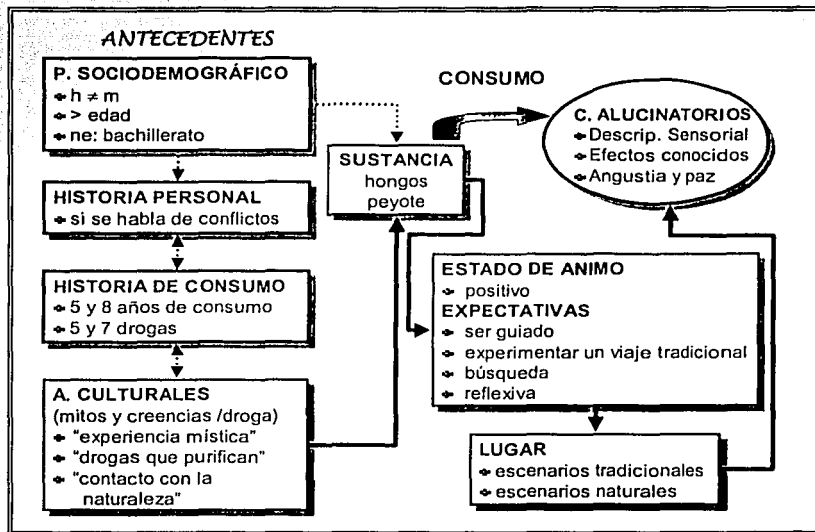 ANTECEDENTES
P. SOCIODEMOGRÁFICO
h ≠ m
> edad
ne: bachillerato
HISTORIA PERSONAL
si se habla de conflictos
HISTORIA DE CONSUMO
5 y 8 años de consumo
5 y 7 drogas
A. CULTURALES
(mitos y creencias /droga)
"experiencia mística"
"drogas que purifican"
"contacto con la
naturaleza"
CONSUMO
SUSTANCIA
hongos
peyote
C. ALUCINATORIOS
Descrip. Sensorial
Efectos conocidos
Angustia y paz
ESTADO DE ANIMO
positivo
EXPECTATIVAS
ser guiado
experimentar un viaje tradicional
búsqueda
reflexiva
LUGAR
escenarios tradicionales
escenarios naturales